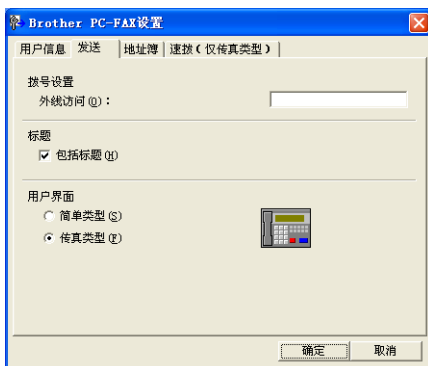 Brother PC-FAX设置
用户信息 发送 地址簿 速拨(仅传真类型)
拨号设置
外线访问(O):
标题
包括标题(H)
用户界面
简单类型(S)
传真类型(F)
确定 取消